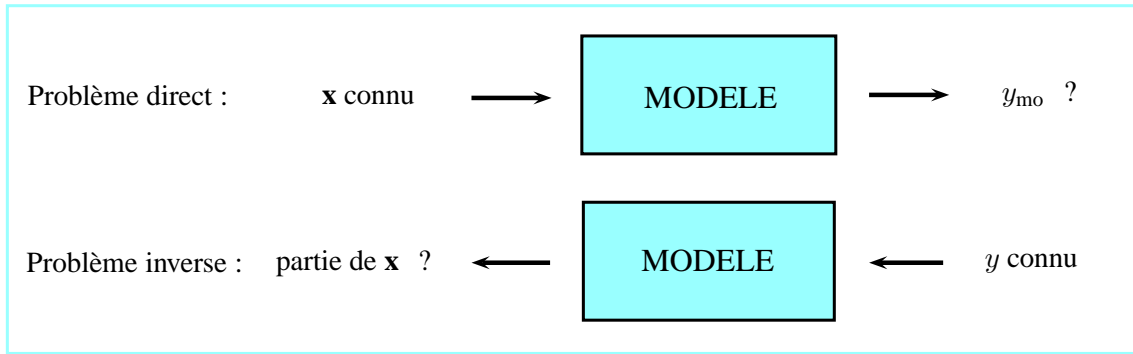 Problème direct : x connu MODELE y_mo ?
Problème inverse : partie de x ? MODELE y connu